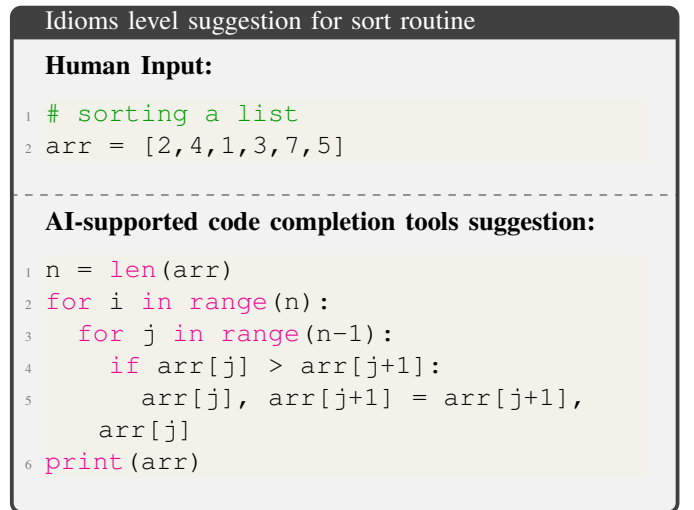 Idioms level suggestion for sort routine
Human Input:
1 # sorting a list
2 arr = [2,4,1,3,7,5]
AI-supported code completion tools suggestion:
1 n = len(arr)
2 for i in range(n):
3   for j in range(n-1):
4     if arr[j] > arr[j+1]:
5       arr[j], arr[j+1] = arr[j+1],
arr[j]
6 print(arr)